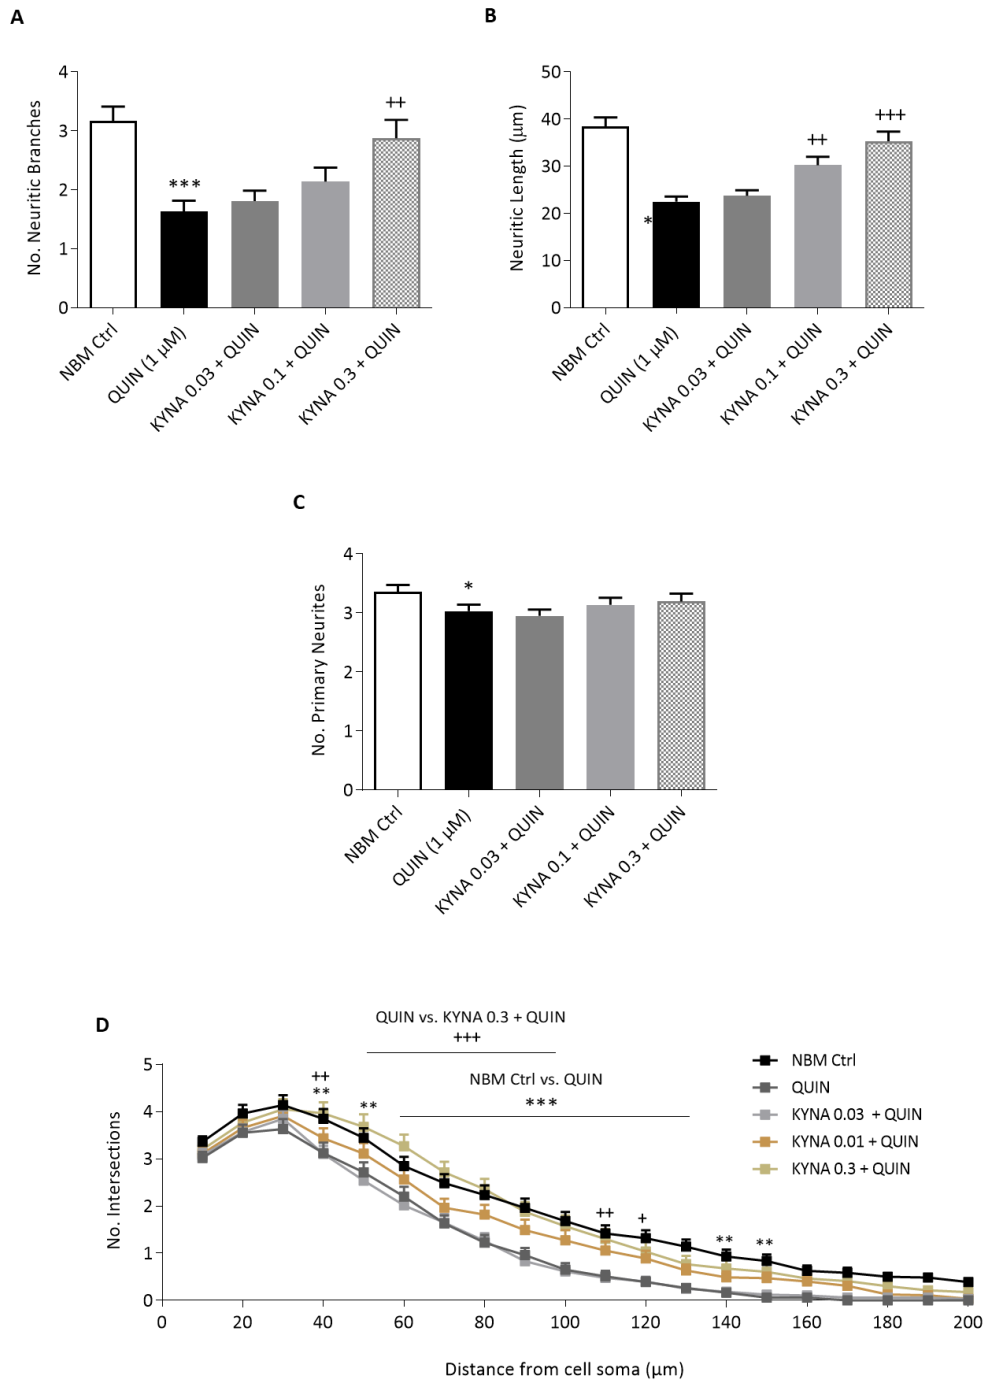 A
No. Neuritic Branches
4
3
2
1
0
***
++
NBM Ctrl
QUIN (1 µM)
KYNA 0.03 + QUIN
KYNA 0.1 + QUIN
KYNA 0.3 + QUIN
B
Neuritic Length (µm)
50
40
30
20
10
0
*
++
+++
NBM Ctrl
QUIN (1 µM)
KYNA 0.03 + QUIN
KYNA 0.1 + QUIN
KYNA 0.3 + QUIN
C
No. Primary Neurites
4
3
2
1
0
*
NBM Ctrl
QUIN (1 µM)
KYNA 0.03 + QUIN
KYNA 0.1 + QUIN
KYNA 0.3 + QUIN
D
QUIN vs. KYNA 0.3 + QUIN
+++
NBM Ctrl vs. QUIN
***
++
**
**
++
+
**
**
No. Intersections
5
4
3
2
1
0
0 20 40 60 80 100 120 140 160 180 200
Distance from cell soma (µm)
NBM Ctrl
QUIN
KYNA 0.03 + QUIN
KYNA 0.01 + QUIN
KYNA 0.3 + QUIN